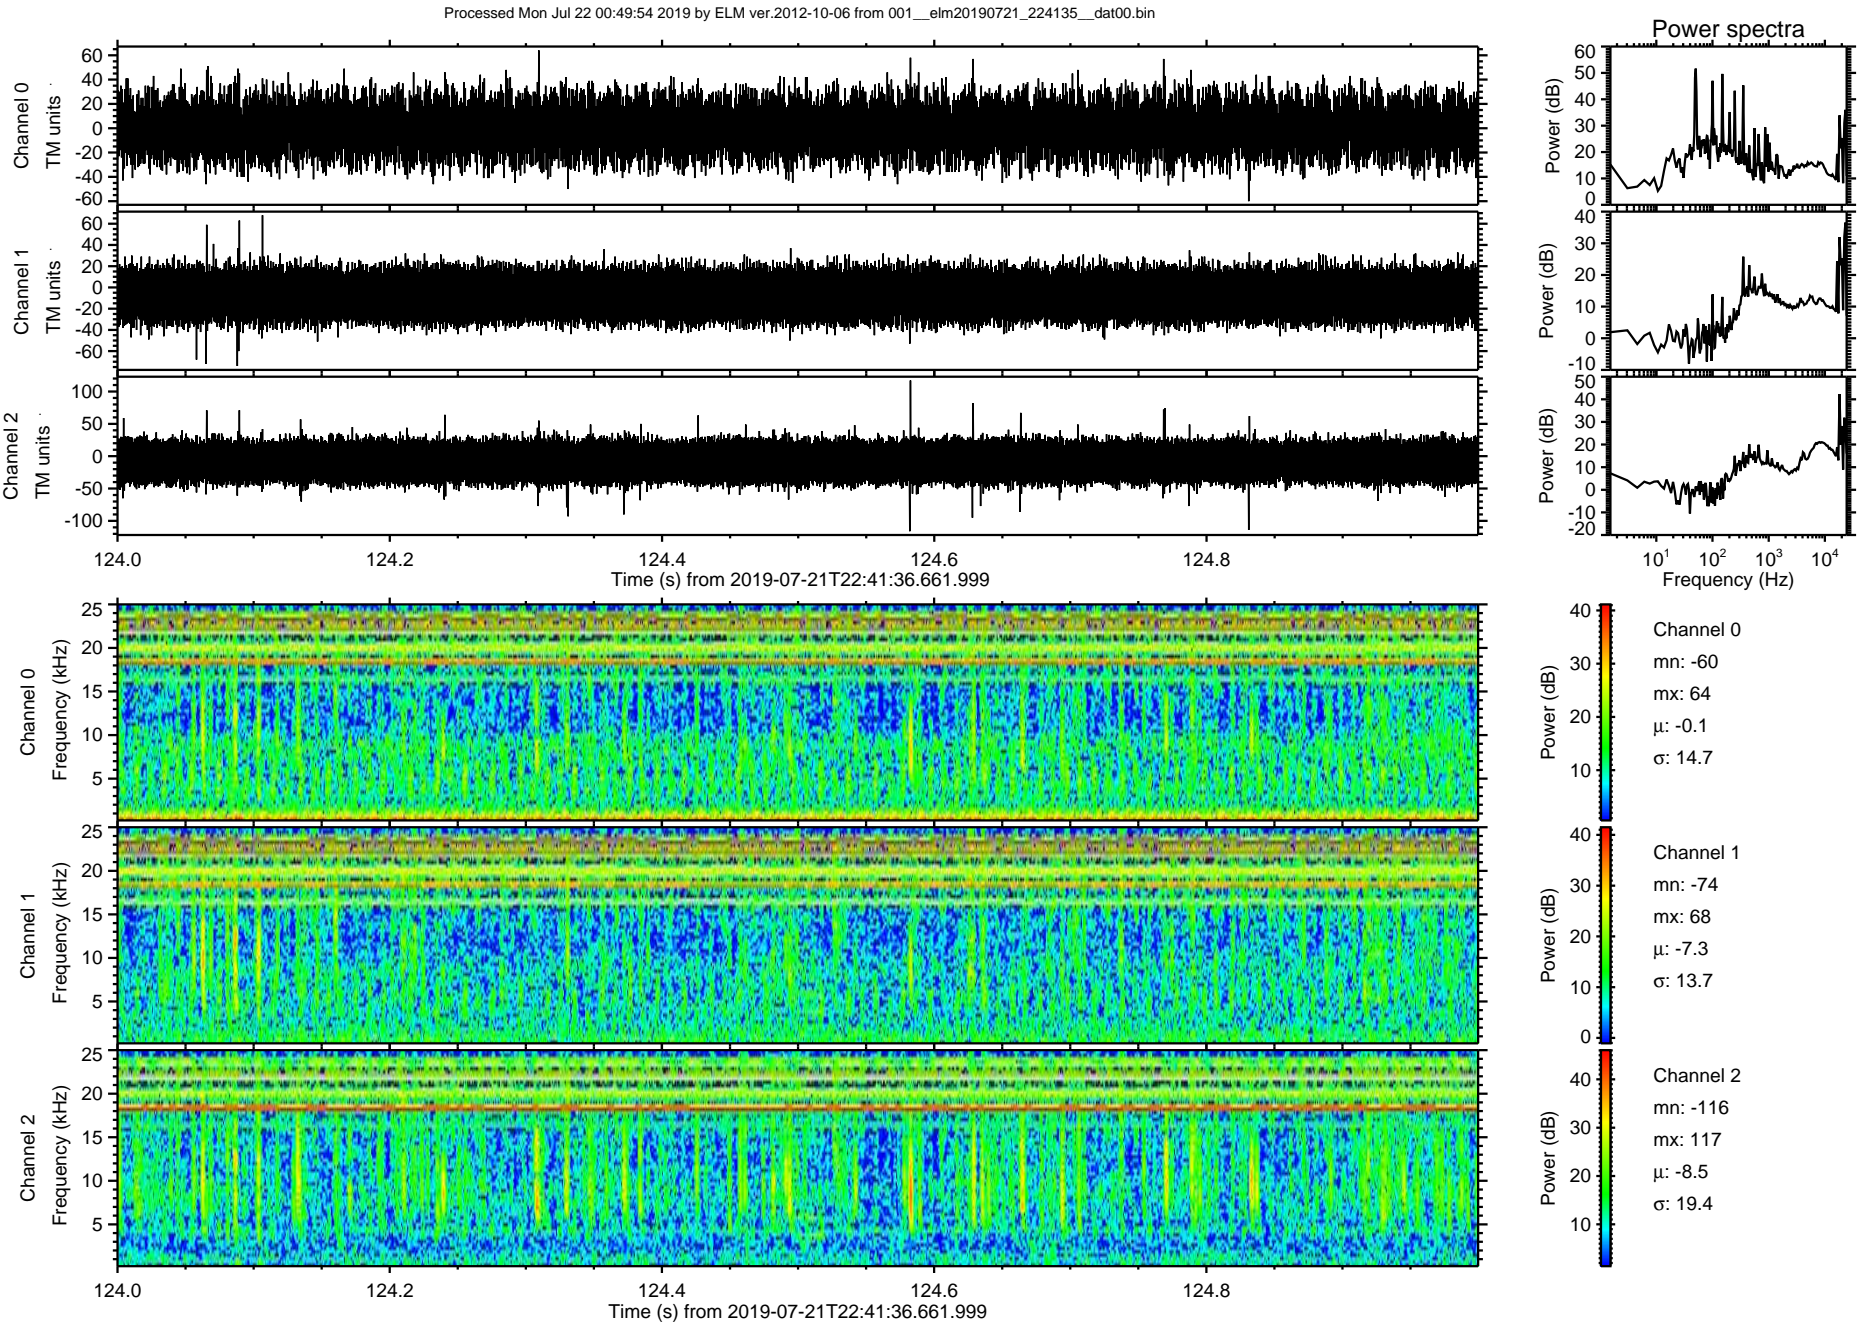 Processed Mon Jul 22 00:49:54 2019 by ELM ver.2012-10-06 from 001__elm20190721_224135__dat00.bin
Power spectra
Channel 0
TM units
60
40
20
0
-20
-40
-60
Power (dB)
60
50
40
30
20
10
0
Channel 1
TM units
60
40
20
0
-20
-40
-60
Power (dB)
40
30
20
10
0
-10
Channel 2
TM units
100
50
0
-50
-100
Power (dB)
50
40
30
20
10
0
-10
-20
124.0 124.2 124.4 124.6 124.8
Time (s) from 2019-07-21T22:41:36.661.999
10¹ 10² 10³ 10⁴
Frequency (Hz)
Channel 0
Frequency (kHz)
25
20
15
10
5
Power (dB)
40
30
20
10
Channel 0
mn: -60
mx: 64
μ: -0.1
σ: 14.7
Channel 1
Frequency (kHz)
25
20
15
10
5
Power (dB)
40
30
20
10
0
Channel 1
mn: -74
mx: 68
μ: -7.3
σ: 13.7
Channel 2
Frequency (kHz)
25
20
15
10
5
Power (dB)
40
30
20
10
Channel 2
mn: -116
mx: 117
μ: -8.5
σ: 19.4
124.0 124.2 124.4 124.6 124.8
Time (s) from 2019-07-21T22:41:36.661.999